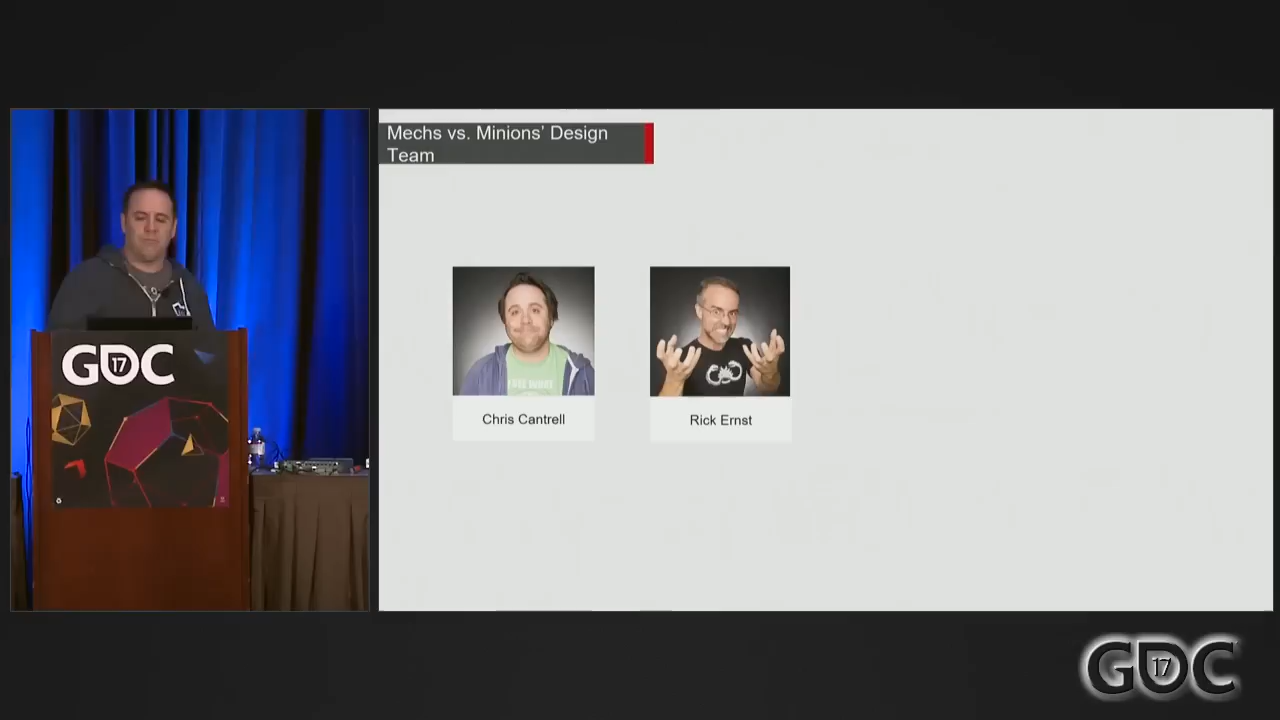 Mechs vs. Minions' Design
Team
GDC
17
Chris Cantrell
Rick Ernst
GDC
17